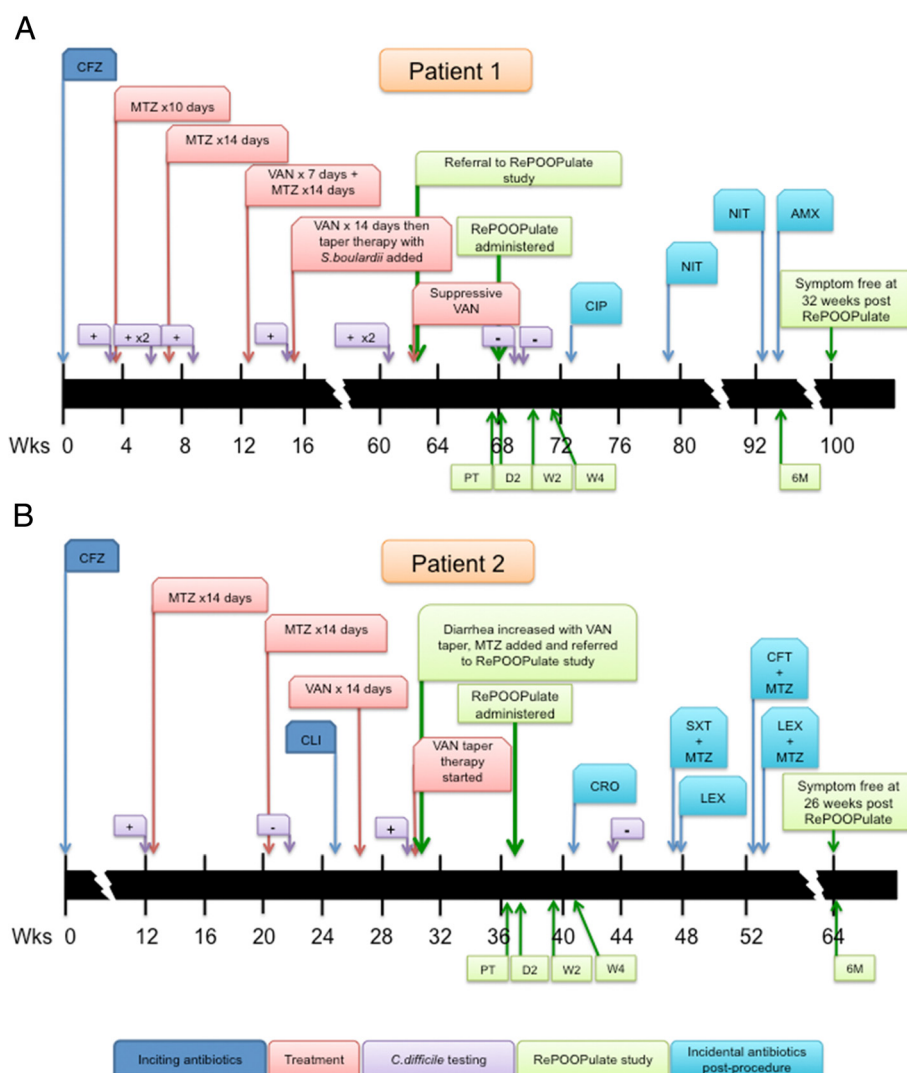 A
CFZ
Patient 1
MTZ x10 days
MTZ x14 days
VAN x 7 days +
MTZ x14 days
VAN x 14 days then
taper therapy with
S.boulardii added
Referral to RePOOPulate
study
RePOOPulate
administered
Suppressive
VAN
CIP
NIT
NIT
AMX
Symptom free at
32 weeks post
RePOOPulate
+
+ x2
+
+
+ x2
-
-
Wks 0 4 8 12 16 60 64 68 72 76 80 92 100
PT D2 W2 W4 6M
B
CFZ
Patient 2
MTZ x14 days
MTZ x14 days
VAN x 14 days
CLI
Diarrhea increased with VAN
taper, MTZ added and referred
to RePOOPulate study
RePOOPulate
administered
VAN taper
therapy
started
CRO
SXT
+
MTZ
LEX
CFT
+
MTZ
LEX
+ MTZ
Symptom free at
26 weeks post
RePOOPulate
+
-
+
-
Wks 0 12 16 20 24 28 32 36 40 44 48 52 64
PT D2 W2 W4 6M
Inciting antibiotics
Treatment
C.difficile testing
RePOOPulate study
Incidental antibiotics
post-procedure